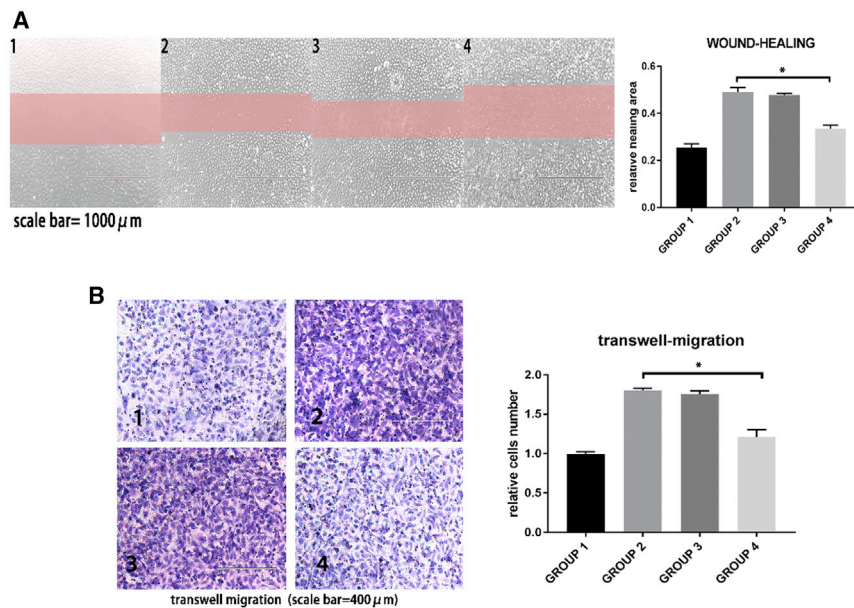 A
1 2 3 4
scale bar= 1000 μm
WOUND-HEALING
relative healing area
0.6
0.4
0.2
0.0
*
GROUP 1
GROUP 2
GROUP 3
GROUP 4
B
1 2
3 4
transwell migration (scale bar=400 μm)
transwell-migration
relative cells number
2.0
1.5
1.0
0.5
0.0
*
GROUP 1
GROUP 2
GROUP 3
GROUP 4